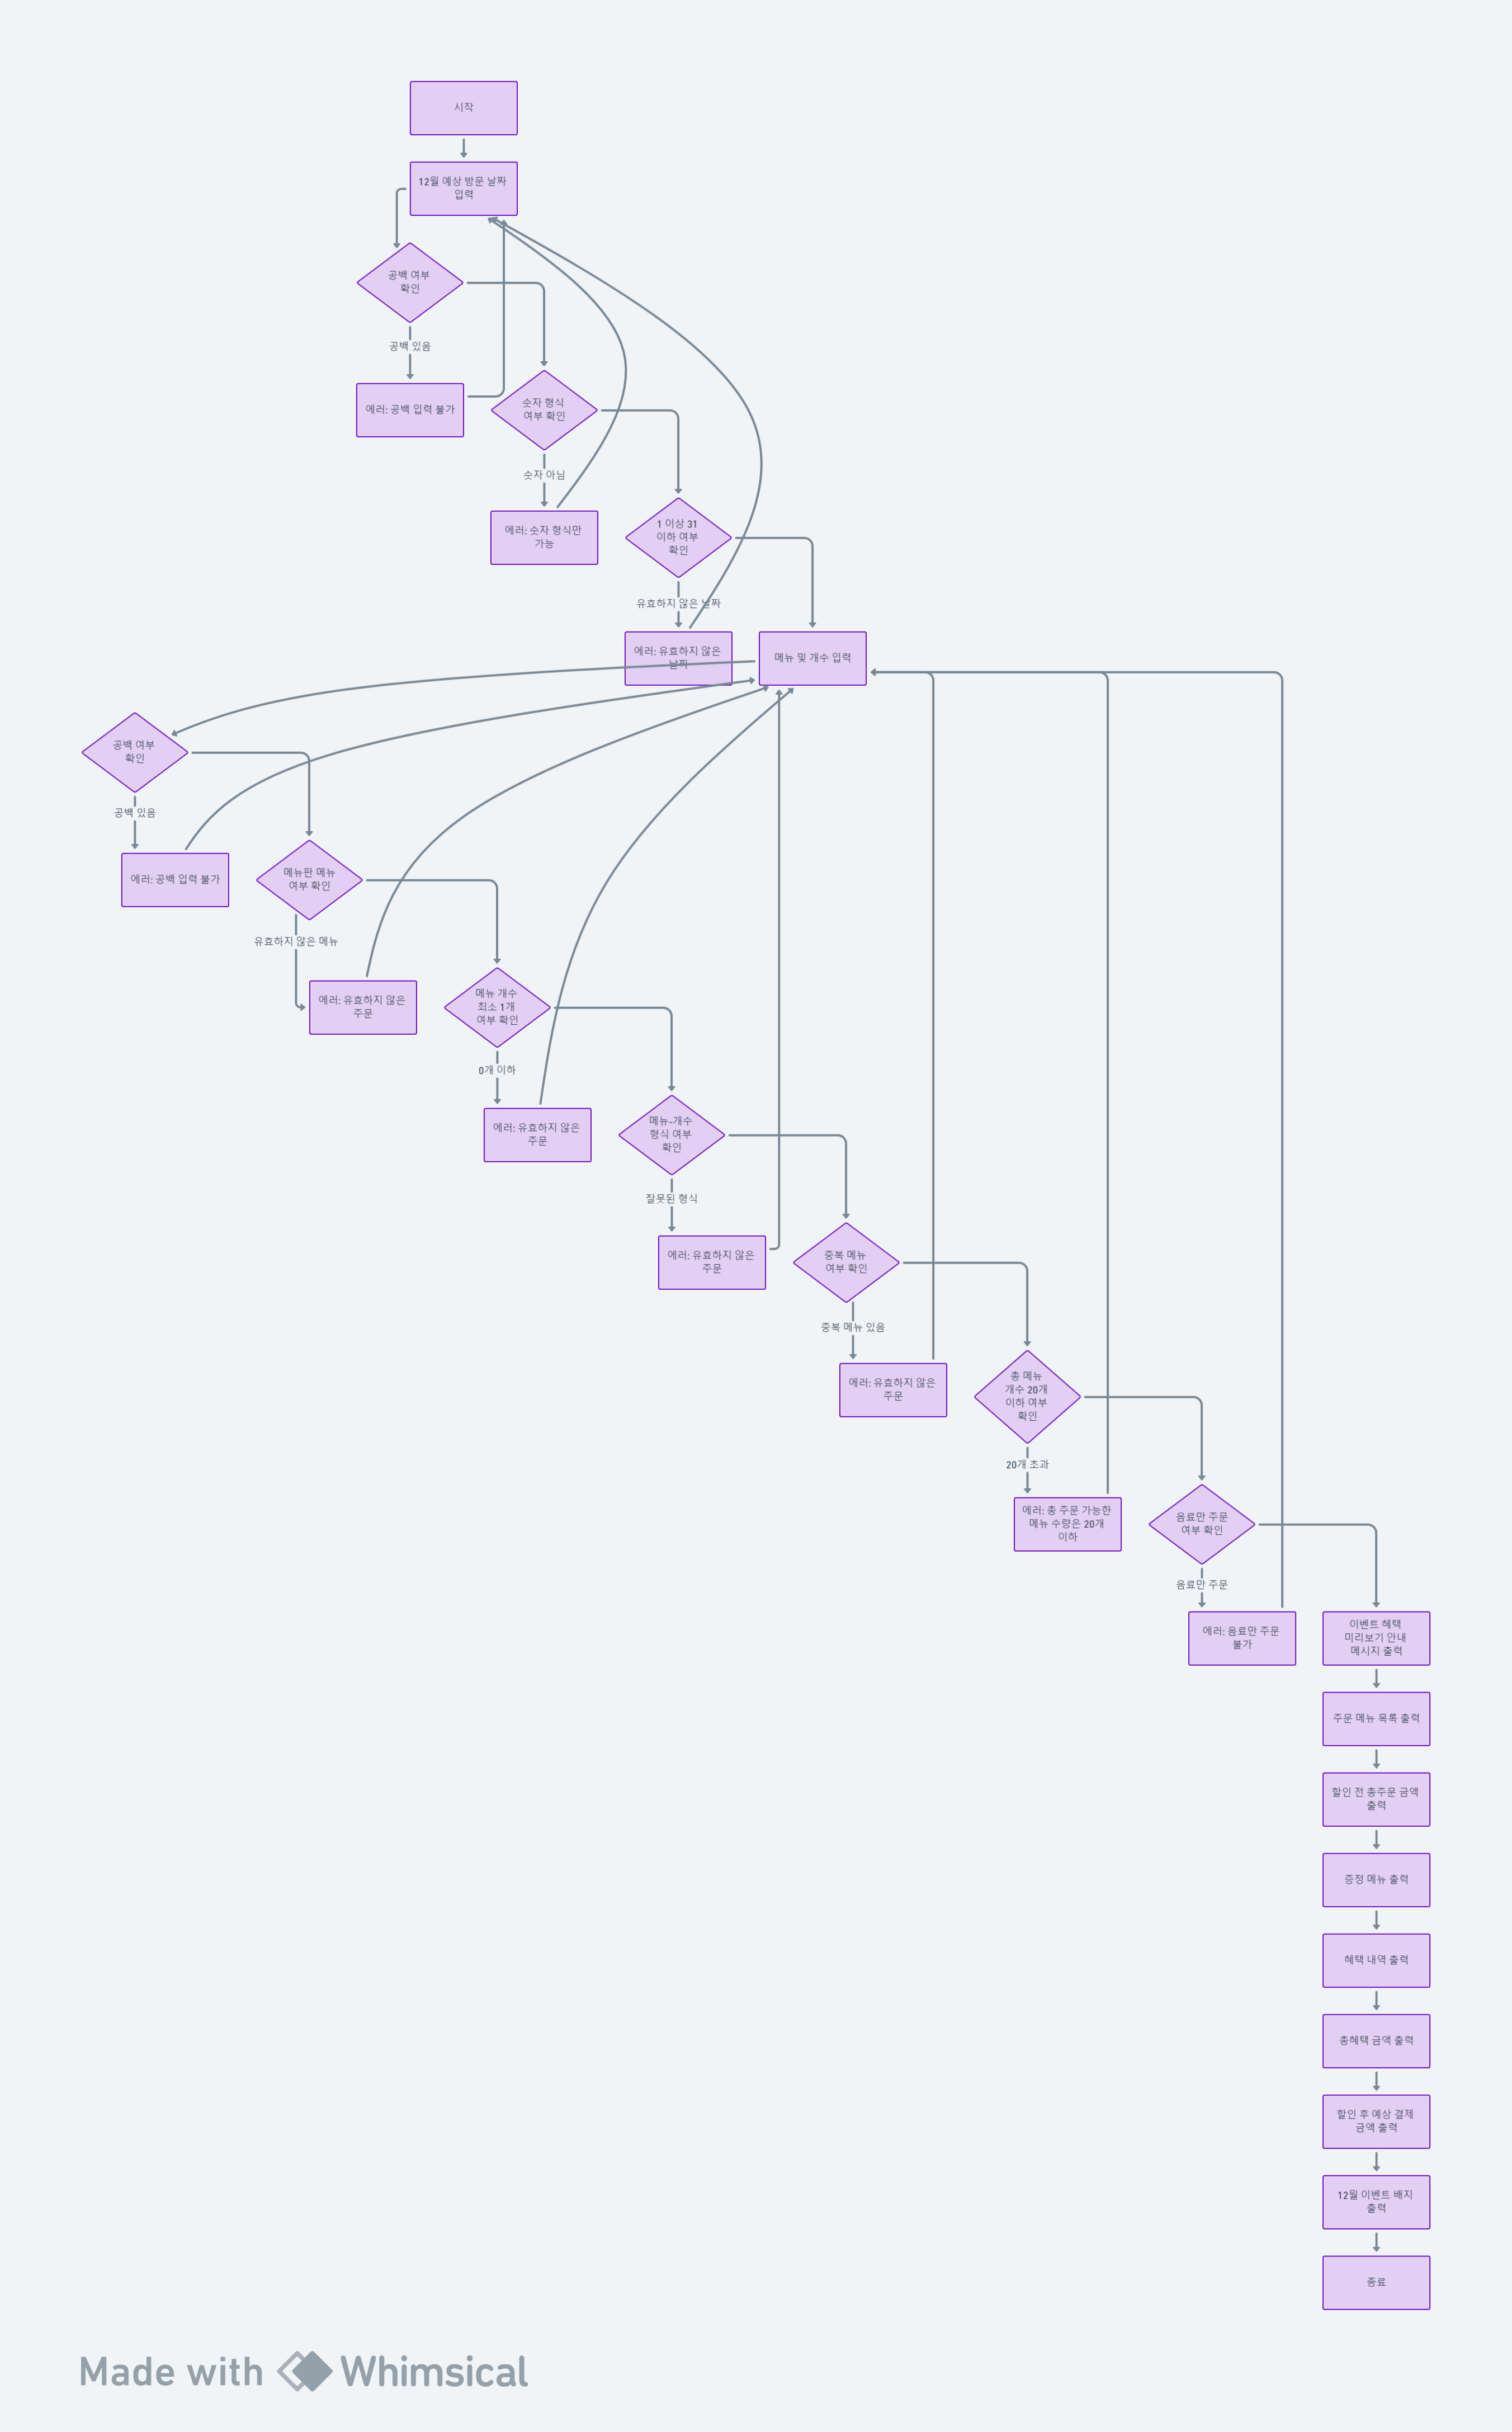 시작
12월 예상 방문 날짜
입력
공백 여부
확인
공백 있음
에러: 공백 입력 불가
숫자 형식
여부 확인
숫자 아님
에러: 숫자 형식만
가능
1 이상 31
이하 여부
확인
유효하지 않은 날짜
에러: 유효하지 않은
날짜
메뉴 및 개수 입력
공백 여부
확인
공백 있음
에러: 공백 입력 불가
메뉴판 메뉴
여부 확인
유효하지 않은 메뉴
에러: 유효하지 않은
주문
메뉴 개수
최소 1개
여부 확인
0개 이하
에러: 유효하지 않은
주문
메뉴-개수
형식 여부
확인
잘못된 형식
에러: 유효하지 않은
주문
중복 메뉴
여부 확인
중복 메뉴 있음
에러: 유효하지 않은
주문
총 메뉴
개수 20개
이하 여부
확인
20개 초과
에러: 총 주문 가능한
메뉴 수량은 20개
이하
음료만 주문
여부 확인
음료만 주문
에러: 음료만 주문
불가
이벤트 혜택
미리보기 안내
메시지 출력
주문 메뉴 목록 출력
할인 전 총주문 금액
출력
증정 메뉴 출력
혜택 내역 출력
총혜택 금액 출력
할인 후 예상 결제
금액 출력
12월 이벤트 배지
출력
종료
Made with Whimsical